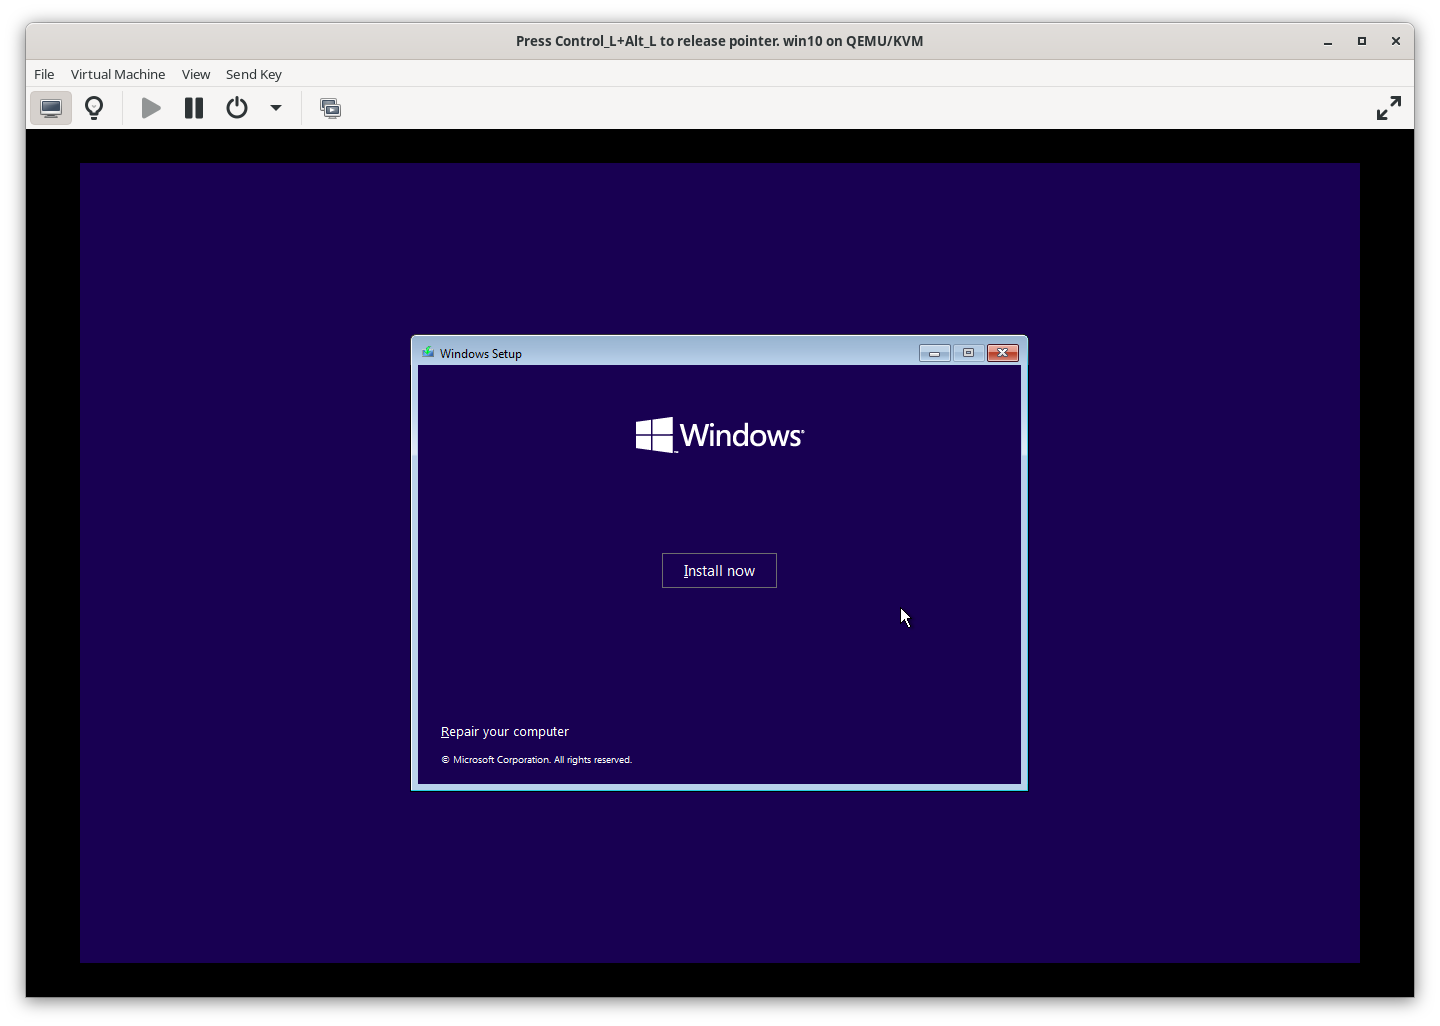 Press Control_L+Alt_L to release pointer. win10 on QEMU/KVM
File Virtual Machine View Send Key
Windows Setup
Windows
Install now
Repair your computer
© Microsoft Corporation. All rights reserved.